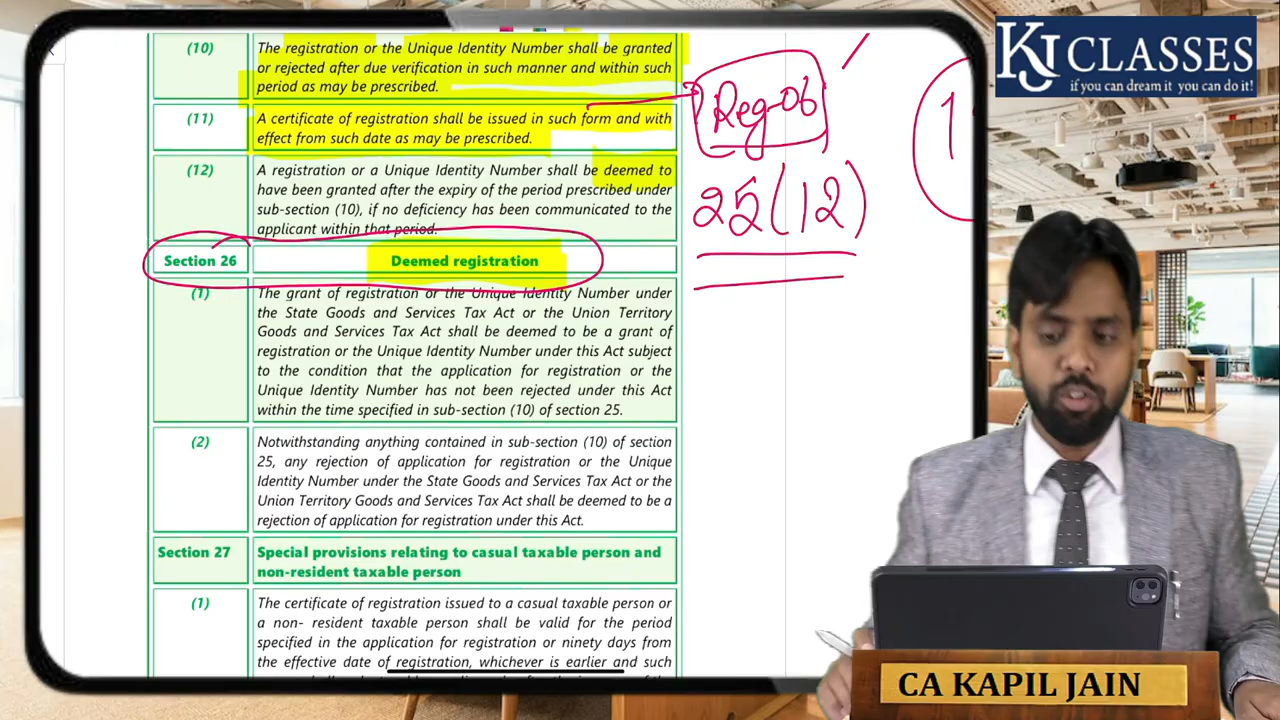 (10)
The registration or the Unique Identity Number shall be granted
or rejected after due verification in such manner and within such
period as may be prescribed.
(11)
A certificate of registration shall be issued in such form and with
effect from such date as may be prescribed.
(12)
A registration or a Unique Identity Number shall be deemed to
have been granted after the expiry of the period prescribed under
sub-section (10), if no deficiency has been communicated to the
applicant within that period.
Section 26
Deemed registration
(1)
The grant of registration or the Unique Identity Number under
the State Goods and Services Tax Act or the Union Territory
Goods and Services Tax Act shall be deemed to be a grant of
registration or the Unique Identity Number under this Act subject
to the condition that the application for registration or the
Unique Identity Number has not been rejected under this Act
within the time specified in sub-section (10) of section 25.
(2)
Notwithstanding anything contained in sub-section (10) of section
25, any rejection of application for registration or the Unique
Identity Number under the State Goods and Services Tax Act or the
Union Territory Goods and Services Tax Act shall be deemed to be a
rejection of application for registration under this Act.
Section 27
Special provisions relating to casual taxable person and
non-resident taxable person
(1)
The certificate of registration issued to a casual taxable person or
a non- resident taxable person shall be valid for the period
specified in the application for registration or ninety days from
the effective date of registration, whichever is earlier and such
Reg-06
25(12)
1
KJ CLASSES
if you can dream it you can do it!
CA KAPIL JAIN